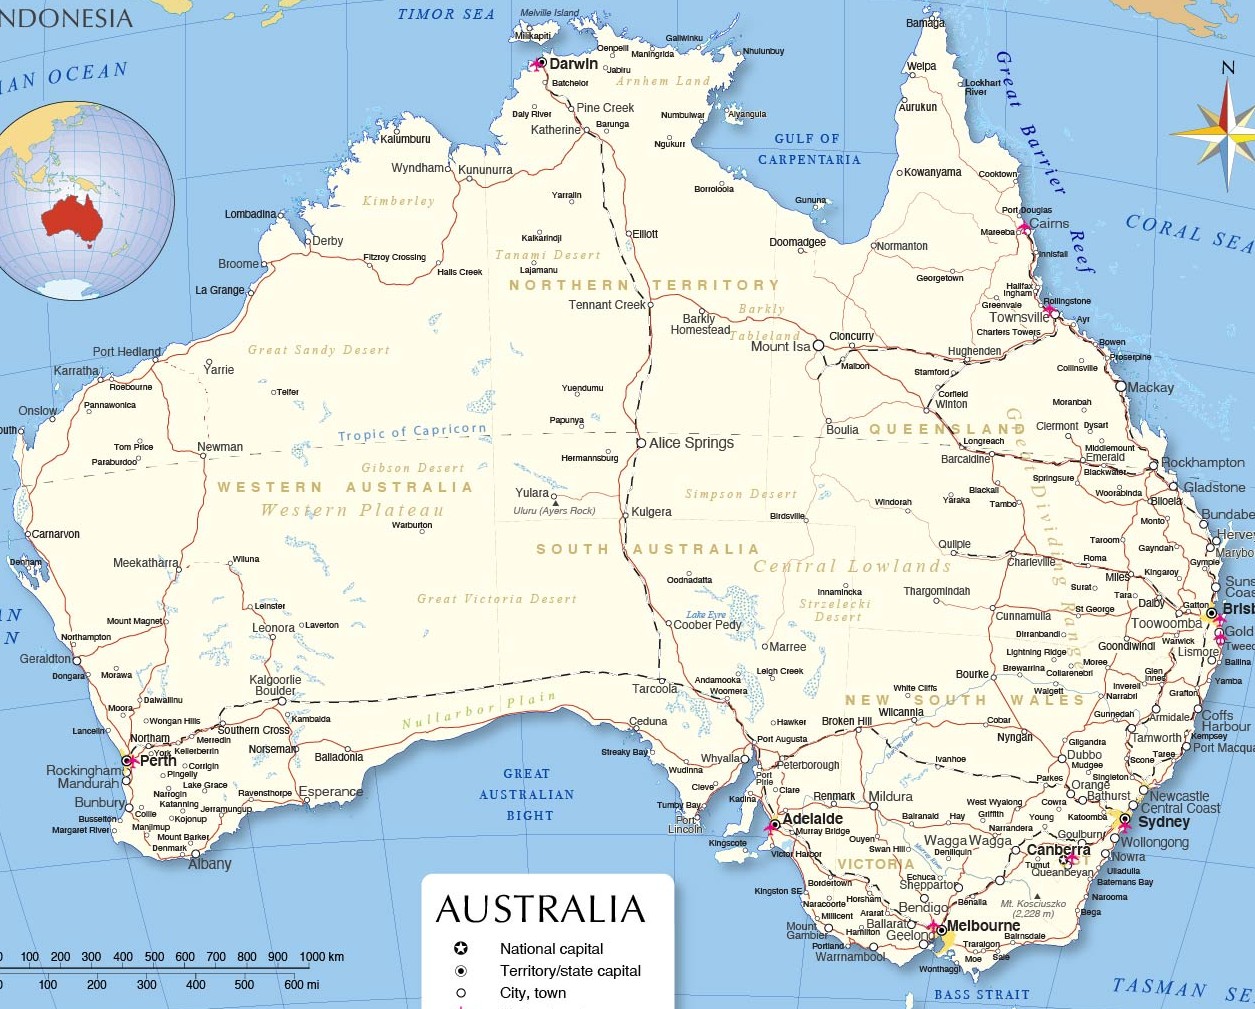 NDONESIA
TIMOR SEA
Melville Island
Milikapiti
Darwin
Batchelor
Oenpelli
Maningrida
Galiwinku
Nhulunbuy
Jabiru
Arnhem Land
Daly River
Pine Creek
Katherine
Barunga
Numbulwar
Alyangula
Ngukurr
GULF OF
CARPENTARIA
Bamaga
Weipa
Lockhart
River
Aurukun
Great Barrier Reef
N
CORAL SEA
AN OCEAN
Kalumburu
Wyndham
Kununurra
Kimberley
Lombadina
Derby
Broome
Fitzroy Crossing
Halls Creek
La Grange
Yarralin
Kalkarindji
Tanami Desert
Lajamanu
Elliott
Borroloola
Gununa
Doomadgee
Kowanyama
Cooktown
Port Douglas
Mareeba
Cairns
Normanton
Innisfail
Georgetown
Halifax
Ingham
Greenvale
Rollingstone
Townsville
Ayr
Charters Towers
NORTHERN TERRITORY
Tennant Creek
Barkly
Tableland
Barkly
Homestead
Mount Isa
Cloncurry
Malbon
Hughenden
Stamford
Bowen
Proserpine
Collinsville
Mackay
Corfield
Winton
Moranbah
Port Hedland
Karratha
Roebourne
Great Sandy Desert
Yarrie
Telfer
Onslow
Pannawonica
outh
Tom Price
Paraburdoo
Newman
Tropic of Capricorn
Yuendumu
Papunya
Hermannsburg
Alice Springs
Boulia
QUEENSLAND
Great Dividing Range
Longreach
Barcaldine
Clermont
Dysart
Middlemount
Emerald
Blackwater
Rockhampton
Gladstone
Springsure
Woorabinda
Biloela
Gibson Desert
WESTERN AUSTRALIA
Western Plateau
Warburton
Yulara
Uluru (Ayers Rock)
Kulgera
Simpson Desert
Birdsville
Windorah
Yaraka
Blackall
Tambo
Monto
Bundabe
Hervey
Marybo
Carnarvon
Denham
Meekatharra
Wiluna
SOUTH AUSTRALIA
Central Lowlands
Quilpie
Charleville
Taroom
Roma
Gayndah
Gympie
Miles
Kingaroy
Suns
Coas
Oodnadatta
Innamincka
Thargomindah
Strzelecki
Desert
Surat
Tara
Dalby
Gatton
Brisb
Toowoomba
Gold
Tweed
Great Victoria Desert
Lake Eyre
Coober Pedy
Cunnamulla
St George
Dirranbandi
Goondiwindi
Warwick
Lismore
Ballina
AN
N
Mount Magnet
Leinster
Leonora
Laverton
Northampton
Geraldton
Dongara
Morawa
Marree
Leigh Creek
Lightning Ridge
Brewarrina
Collarenebri
Moree
Bourke
Walgett
Inverell
Glen
Innes
Yamba
Narrabri
Grafton
Kalgoorlie
Boulder
Tarcoola
Andamooka
Woomera
White Cliffs
NEW SOUTH WALES
Wilcannia
Cobar
Gunnedah
Armidale
Coffs
Harbour
Kempsey
Tamworth
Port Macqua
Moora
Dalwallinu
Wongan Hills
Lancelin
Kambalda
Nullarbor Plain
Ceduna
Hawker
Broken Hill
Nyngan
Gilgandra
Dubbo
Mudgee
Scone
Taree
Northam
York
Kellerberrin
Merredin
Southern Cross
Norseman
Balladonia
Perth
Corrigin
Rockingham
Mandurah
Pingelly
Narrogin
Lake Grace
Katanning
Bunbury
Collie
Kojonup
Jerramungup
Ravensthorpe
Esperance
Busselton
Margaret River
Manjimup
Mount Barker
Denmark
Albany
GREAT
AUSTRALIAN
BIGHT
Streaky Bay
Wudinna
Whyalla
Port Augusta
Peterborough
Port
Pirie
Clare
Cleve
Kadina
Tumby Bay
Port
Lincoln
Kingscote
Adelaide
Murray Bridge
Victor Harbor
Renmark
Mildura
Darling River
Ivanhoe
Parkes
Orange
Bathurst
Singleton
Newcastle
Central Coast
West Wyalong
Cowra
Katoomba
Sydney
Balranald
Hay
Griffith
Young
Narrandera
Goulburn
Wollongong
Ouyen
Swan Hill
Wagga Wagga
Deniliquin
Murray River
Canberra
Nowra
Tumut
Queanbeyan
Ulladulla
Batemans Bay
VICTORIA
Kingston SE
Bordertown
Naracoorte
Horsham
Echuca
Shepparton
Bendigo
Benalla
Mt. Kosciuszko
(2,228 m)
Narooma
Bega
Millicent
Mount
Gambier
Ararat
Ballarat
Hamilton
Geelong
Melbourne
Portland
Warrnambool
Traralgon
Bairnsdale
Moe
Sale
Wonthaggi
BASS STRAIT
TASMAN SE
AUSTRALIA
National capital
Territory/state capital
City, town
0 100 200 300 400 500 600 700 800 900 1000 km
0 100 200 300 400 500 600 mi